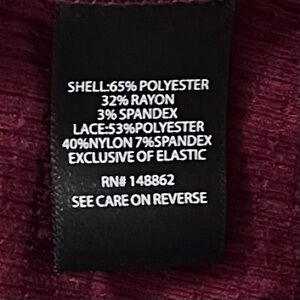 SHELL:65% POLYESTER
32% RAYON
3% SPANDEX
LACE:53%POLYESTER
40%NYLON 7%SPANDEX
EXCLUSIVE OF ELASTIC
RN# 148862
SEE CARE ON REVERSE